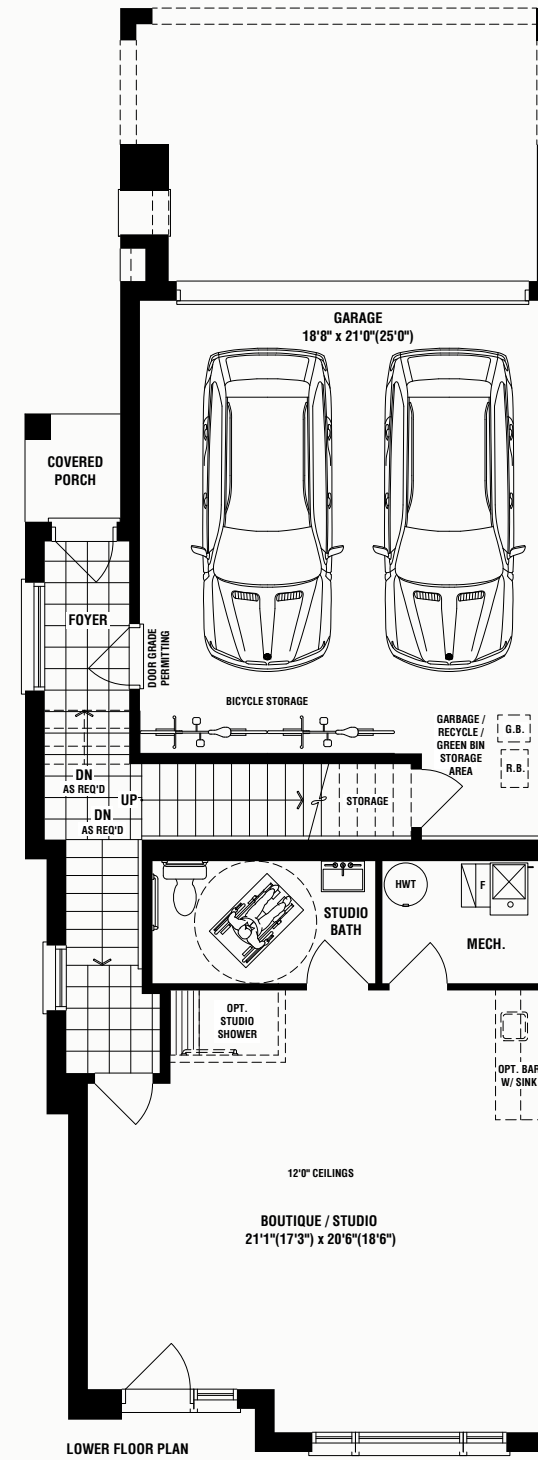 GARAGE
18'8" x 21'0"(25'0")
COVERED
PORCH
FOYER
DOOR GRADE
PERMITTING
BICYCLE STORAGE
GARBAGE /
RECYCLE /
GREEN BIN
STORAGE
AREA
G.B.
R.B.
DN
AS REQ'D
UP
DN
AS REQ'D
STORAGE
HWT
F
STUDIO
BATH
MECH.
OPT.
STUDIO
SHOWER
OPT. BAR
W/ SINK
12'0" CEILINGS
BOUTIQUE / STUDIO
21'1"(17'3") x 20'6"(18'6")
LOWER FLOOR PLAN